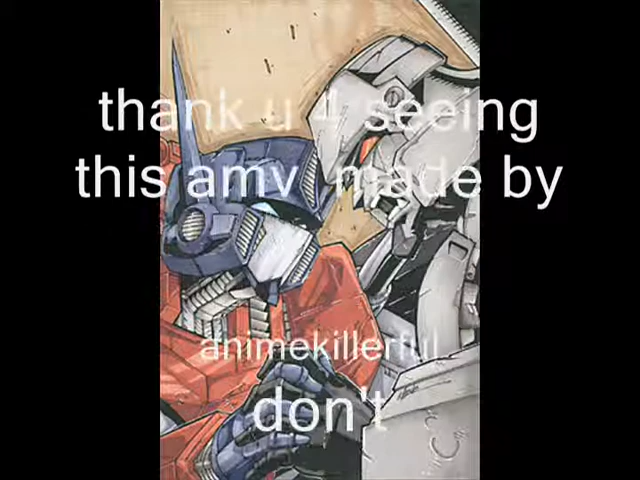 thank u 4 seeing
this amv made by
animekillerful
don't